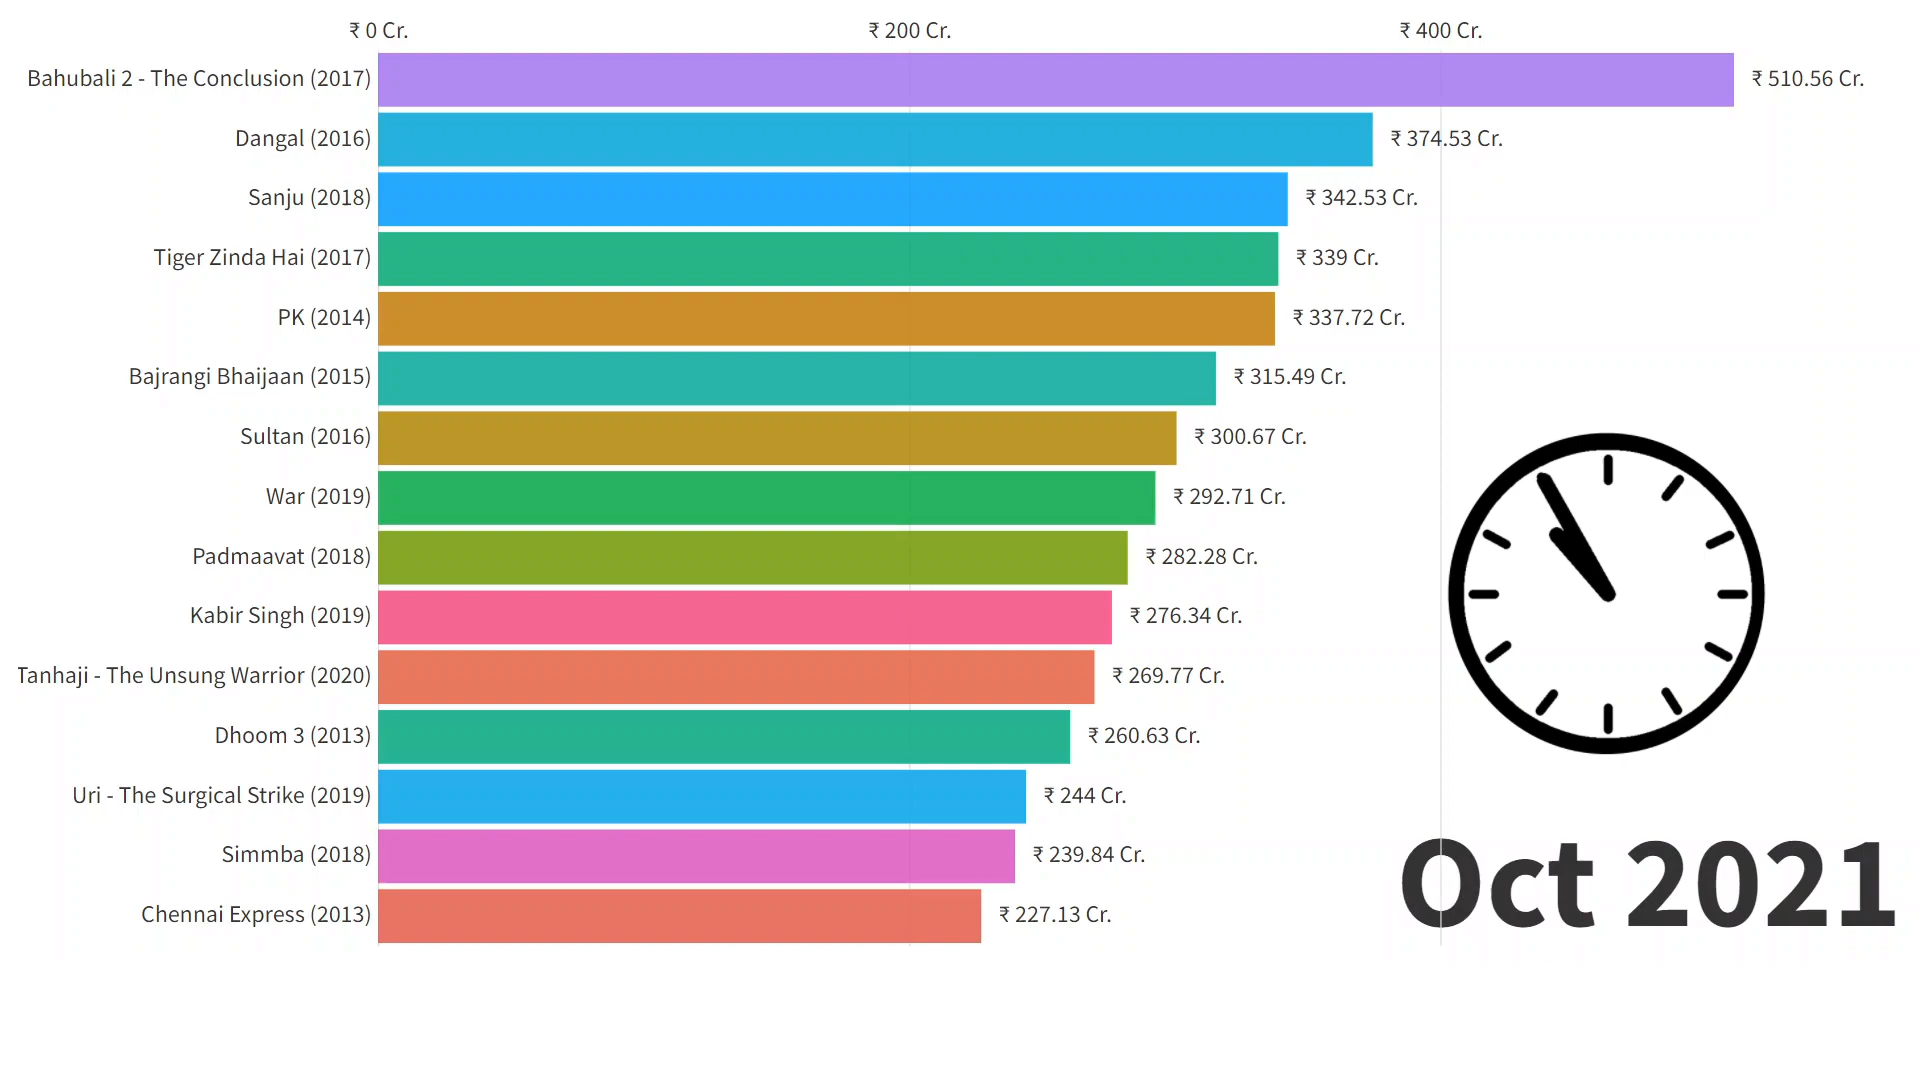 ₹ 0 Cr. ₹ 200 Cr. ₹ 400 Cr.
Bahubali 2 - The Conclusion (2017) ₹ 510.56 Cr.
Dangal (2016) ₹ 374.53 Cr.
Sanju (2018) ₹ 342.53 Cr.
Tiger Zinda Hai (2017) ₹ 339 Cr.
PK (2014) ₹ 337.72 Cr.
Bajrangi Bhaijaan (2015) ₹ 315.49 Cr.
Sultan (2016) ₹ 300.67 Cr.
War (2019) ₹ 292.71 Cr.
Padmaavat (2018) ₹ 282.28 Cr.
Kabir Singh (2019) ₹ 276.34 Cr.
Tanhaji - The Unsung Warrior (2020) ₹ 269.77 Cr.
Dhoom 3 (2013) ₹ 260.63 Cr.
Uri - The Surgical Strike (2019) ₹ 244 Cr.
Simmba (2018) ₹ 239.84 Cr.
Chennai Express (2013) ₹ 227.13 Cr.
Oct 2021